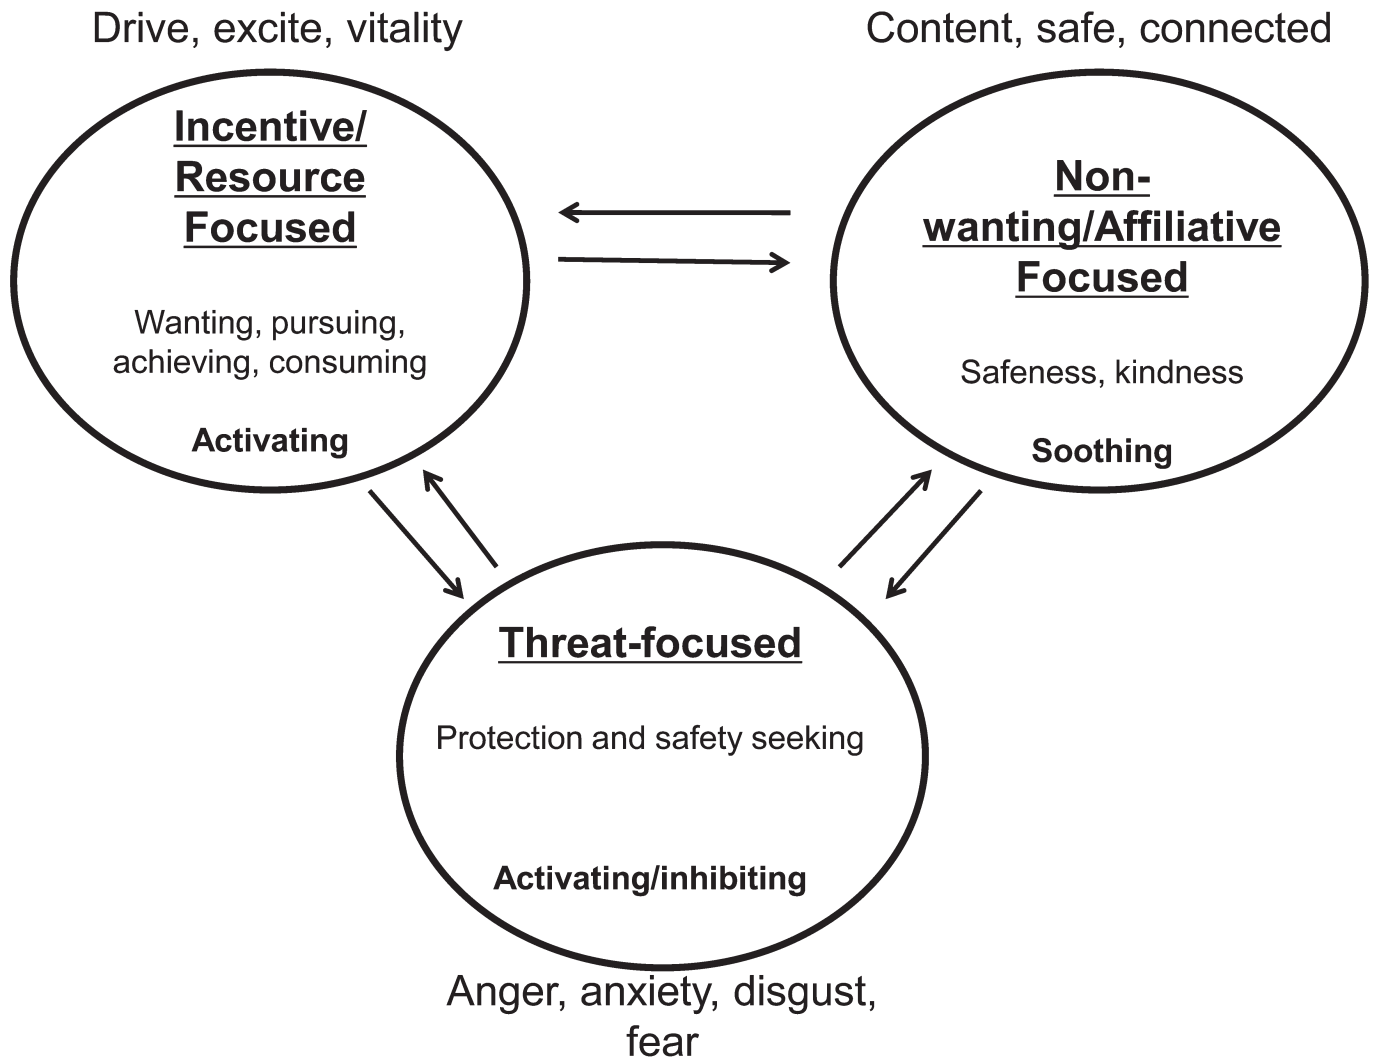 Drive, excite, vitality
Content, safe, connected
Incentive/
Resource
Focused
Wanting, pursuing,
achieving, consuming
Activating
Non-
wanting/Affiliative
Focused
Safeness, kindness
Soothing
Threat-focused
Protection and safety seeking
Activating/inhibiting
Anger, anxiety, disgust,
fear